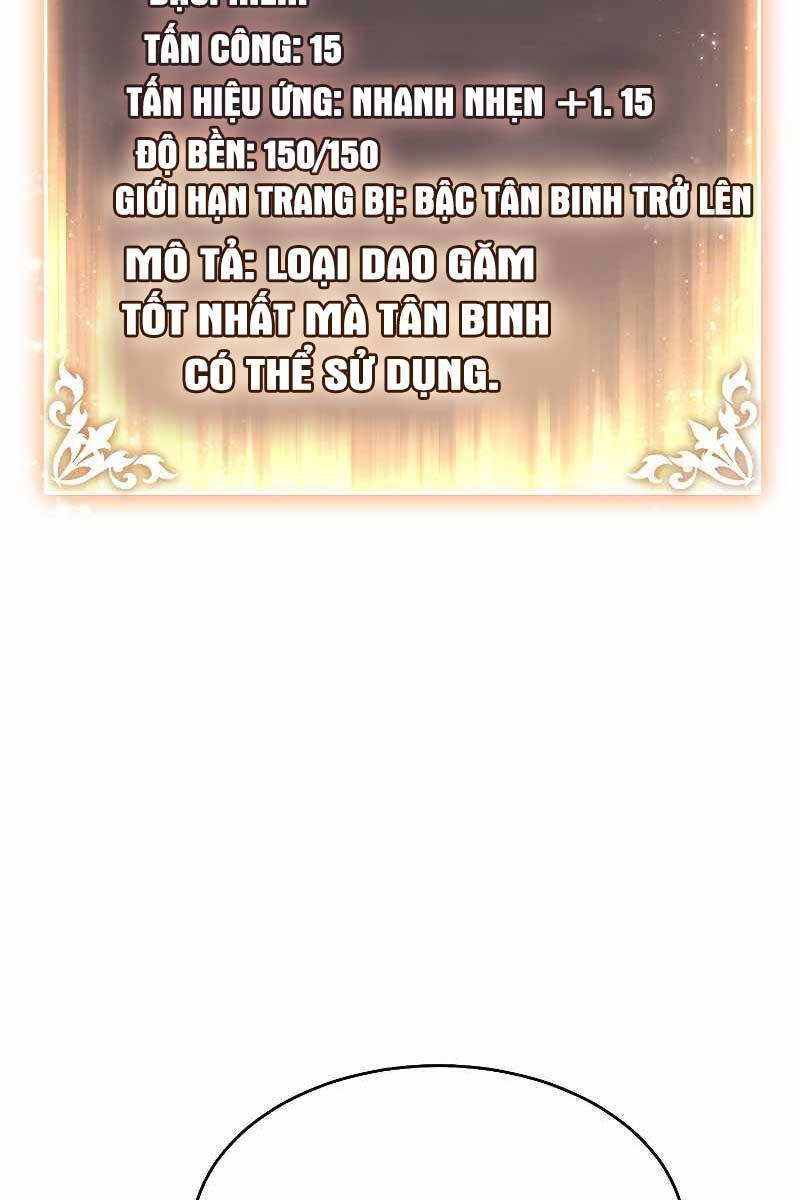 TẤN CÔNG: 15
TẤN HIỆU ỨNG: NHANH NHẸN +1. 15
ĐỘ BỀN: 150/150
GIỚI HẠN TRANG BỊ: BẬC TÂN BINH TRỞ LÊN
MÔ TẢ: LOẠI DAO GĂM
TỐT NHẤT MÀ TÂN BINH
CÓ THỂ SỬ DỤNG.